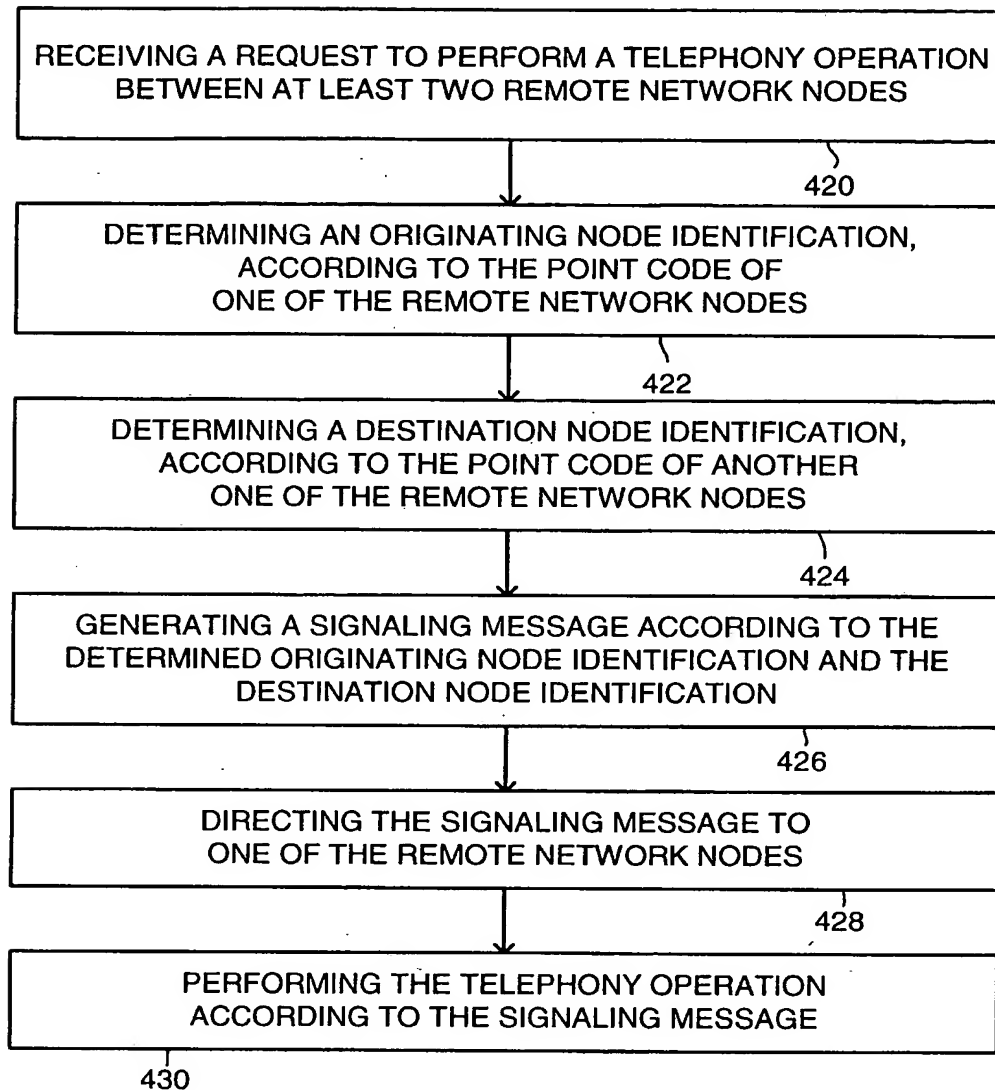 RECEIVING A REQUEST TO PERFORM A TELEPHONY OPERATION
BETWEEN AT LEAST TWO REMOTE NETWORK NODES
420
DETERMINING AN ORIGINATING NODE IDENTIFICATION,
ACCORDING TO THE POINT CODE OF
ONE OF THE REMOTE NETWORK NODES
422
DETERMINING A DESTINATION NODE IDENTIFICATION,
ACCORDING TO THE POINT CODE OF ANOTHER
ONE OF THE REMOTE NETWORK NODES
424
GENERATING A SIGNALING MESSAGE ACCORDING TO THE
DETERMINED ORIGINATING NODE IDENTIFICATION AND THE
DESTINATION NODE IDENTIFICATION
426
DIRECTING THE SIGNALING MESSAGE TO
ONE OF THE REMOTE NETWORK NODES
428
PERFORMING THE TELEPHONY OPERATION
ACCORDING TO THE SIGNALING MESSAGE
430